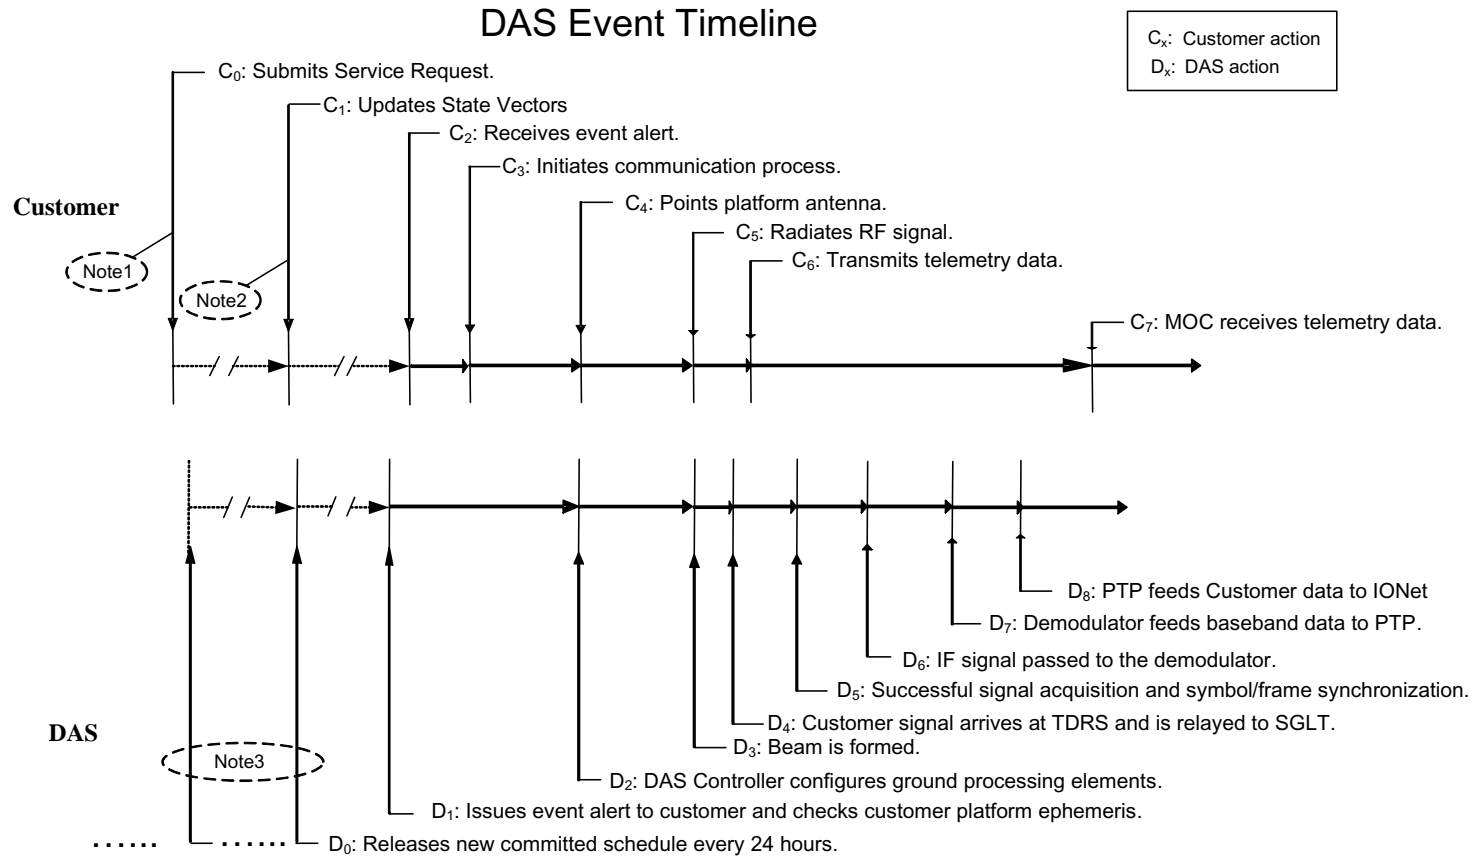 DAS Event Timeline
Cₓ: Customer action
Dₓ: DAS action
C₀: Submits Service Request.
C₁: Updates State Vectors
C₂: Receives event alert.
C₃: Initiates communication process.
Customer
C₄: Points platform antenna.
C₅: Radiates RF signal.
C₆: Transmits telemetry data.
Note1
Note2
C₇: MOC receives telemetry data.
D₈: PTP feeds Customer data to IONet
D₇: Demodulator feeds baseband data to PTP.
D₆: IF signal passed to the demodulator.
D₅: Successful signal acquisition and symbol/frame synchronization.
D₄: Customer signal arrives at TDRS and is relayed to SGLT.
DAS
D₃: Beam is formed.
Note3
D₂: DAS Controller configures ground processing elements.
D₁: Issues event alert to customer and checks customer platform ephemeris.
D₀: Releases new committed schedule every 24 hours.